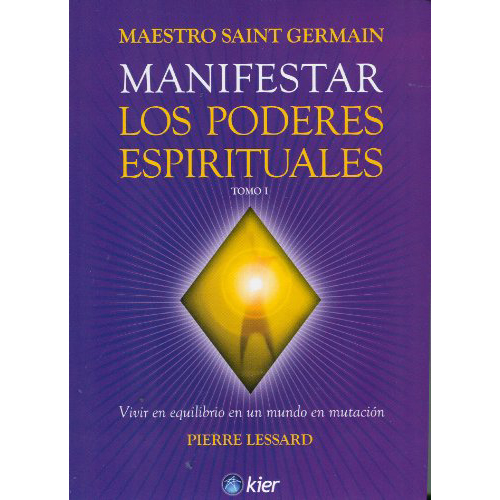 MAESTRO SAINT GERMAIN
MANIFESTAR
LOS PODERES
ESPIRITUALES
TOMO I
Vivir en equilibrio en un mundo en mutación
PIERRE LESSARD
kier